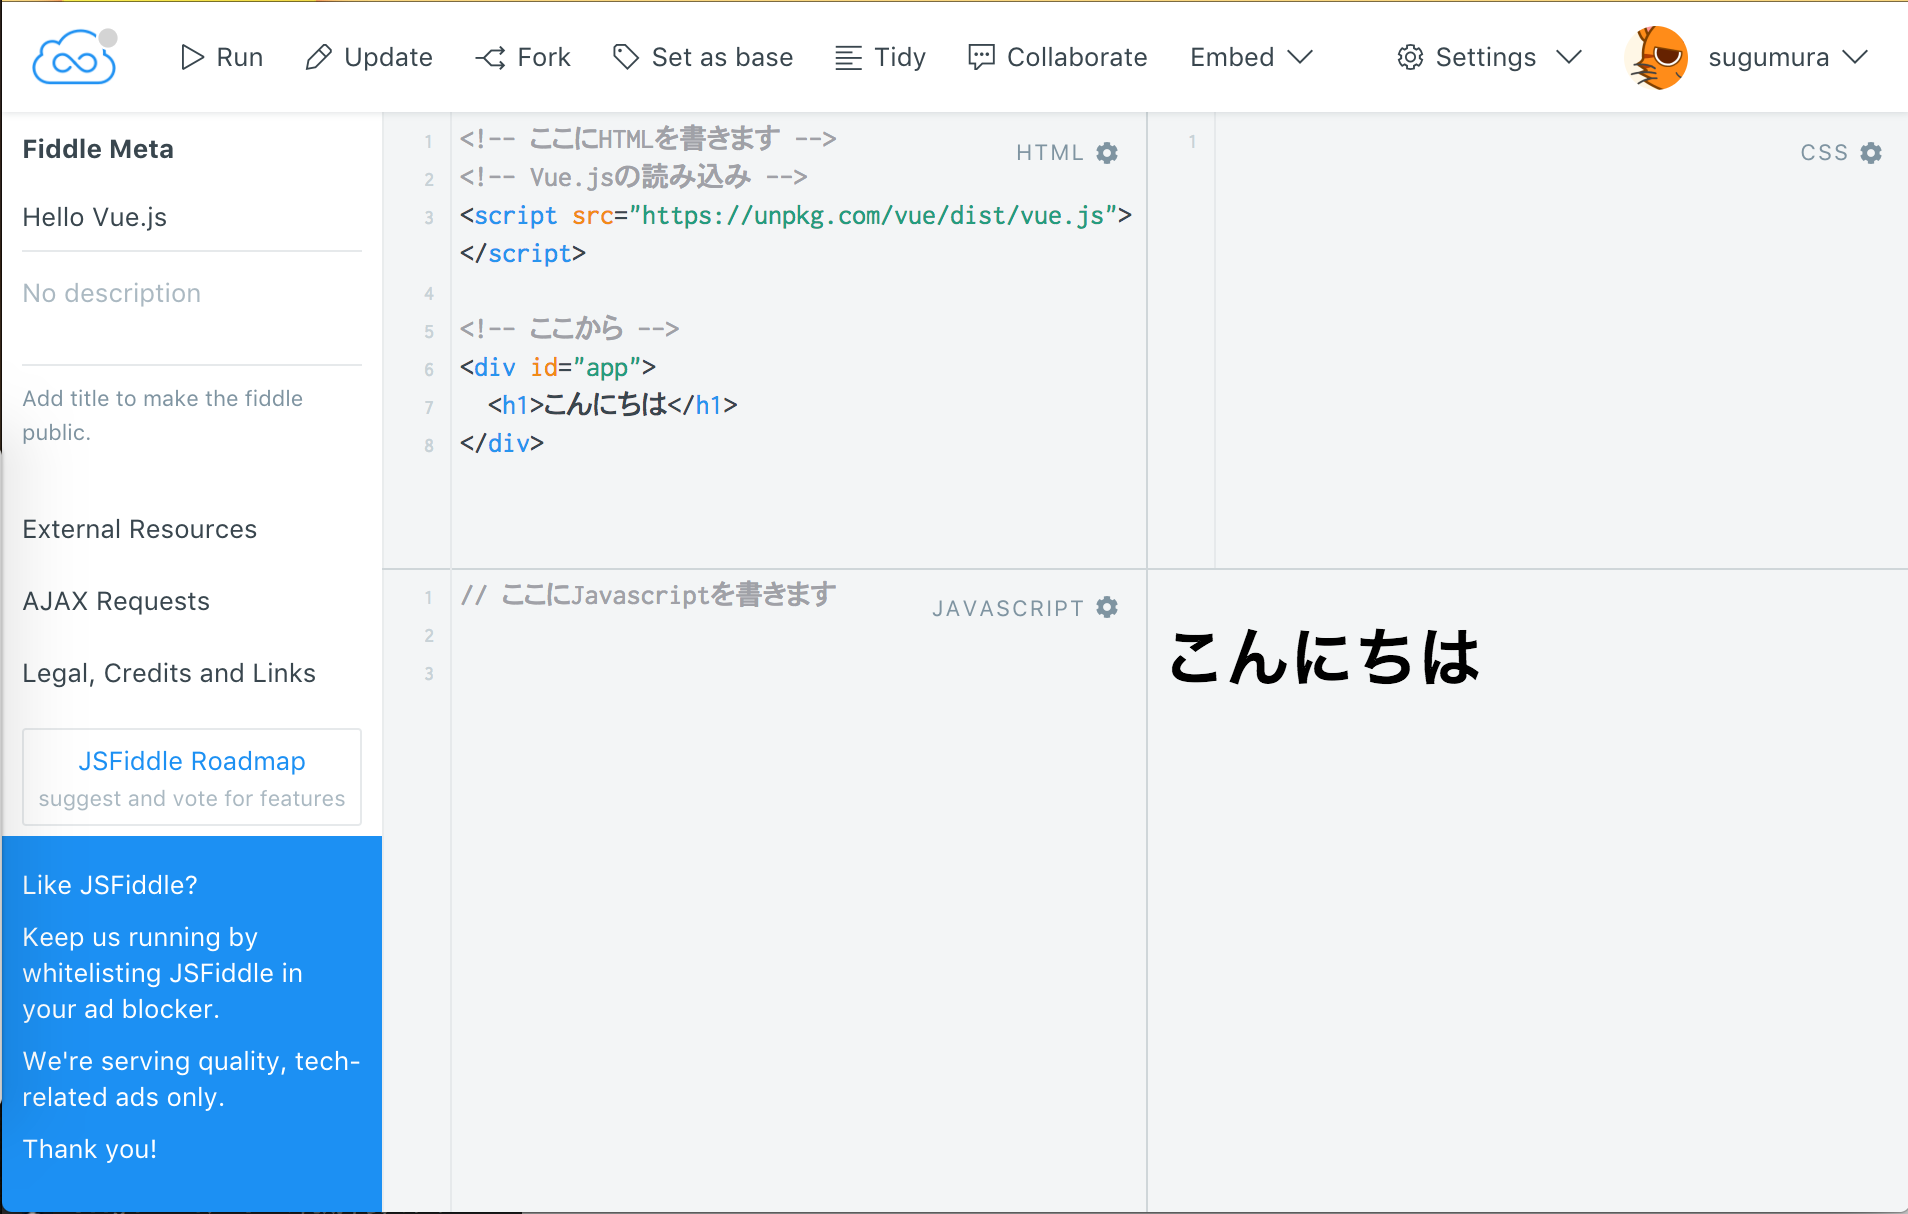 Run
Update
Fork
Set as base
Tidy
Collaborate
Embed
Settings
sugumura
Fiddle Meta
Hello Vue.js
No description
Add title to make the fiddle
public.
External Resources
AJAX Requests
Legal, Credits and Links
JSFiddle Roadmap
suggest and vote for features
Like JSFiddle?
Keep us running by
whitelisting JSFiddle in
your ad blocker.
We're serving quality, tech-
related ads only.
Thank you!
HTML
1 <!-- ここにHTMLを書きます -->
2 <!-- Vue.jsの読み込み -->
3 <script src="https://unpkg.com/vue/dist/vue.js">
</script>
4
5 <!-- ここから -->
6 <div id="app">
7 <h1>こんにちは</h1>
8 </div>
CSS
1
JAVASCRIPT
1 // ここにJavascriptを書きます
2
3
こんにちは